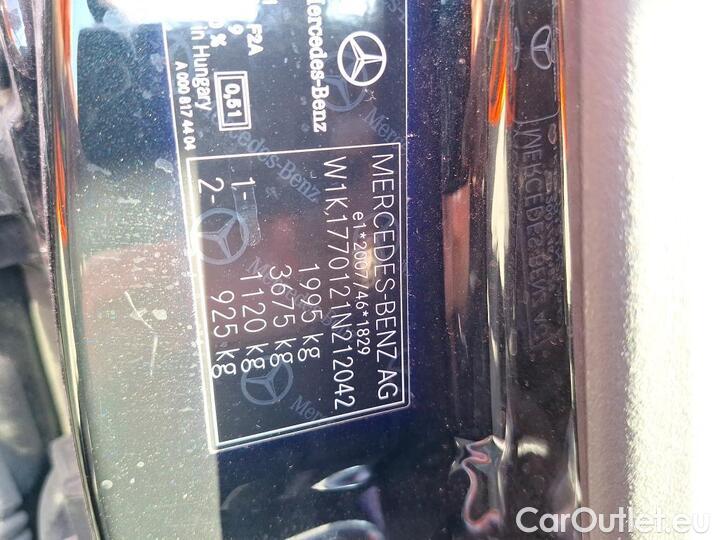 MERCEDES-BENZ AG
e1*2007/46*1829
W1K1770121N212042
1995 kg
3675 kg
1- 1120 kg
2- 925 kg
Mercedes-Benz
F2A
in Hungary
0,51
A 000 817 44 04
CarOutlet.eu